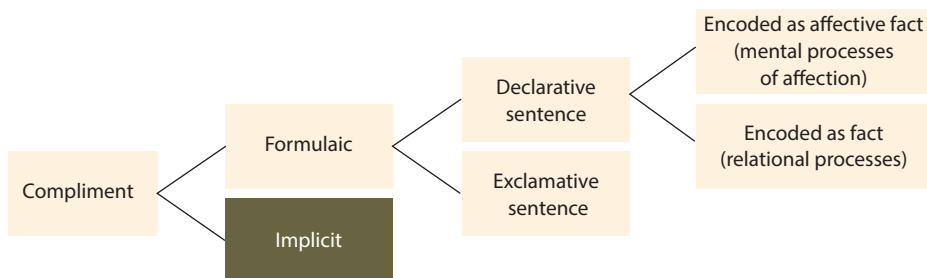 Compliment
Formulaic
Implicit
Declarative
sentence
Exclamative
sentence
Encoded as affective fact
(mental processes
of affection)
Encoded as fact
(relational processes)